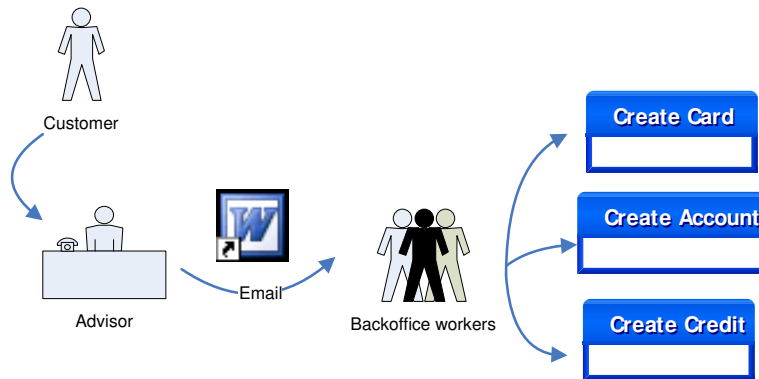 Customer
Create Card
W
Create Account
Email
Advisor
Backoffice workers
Create Credit